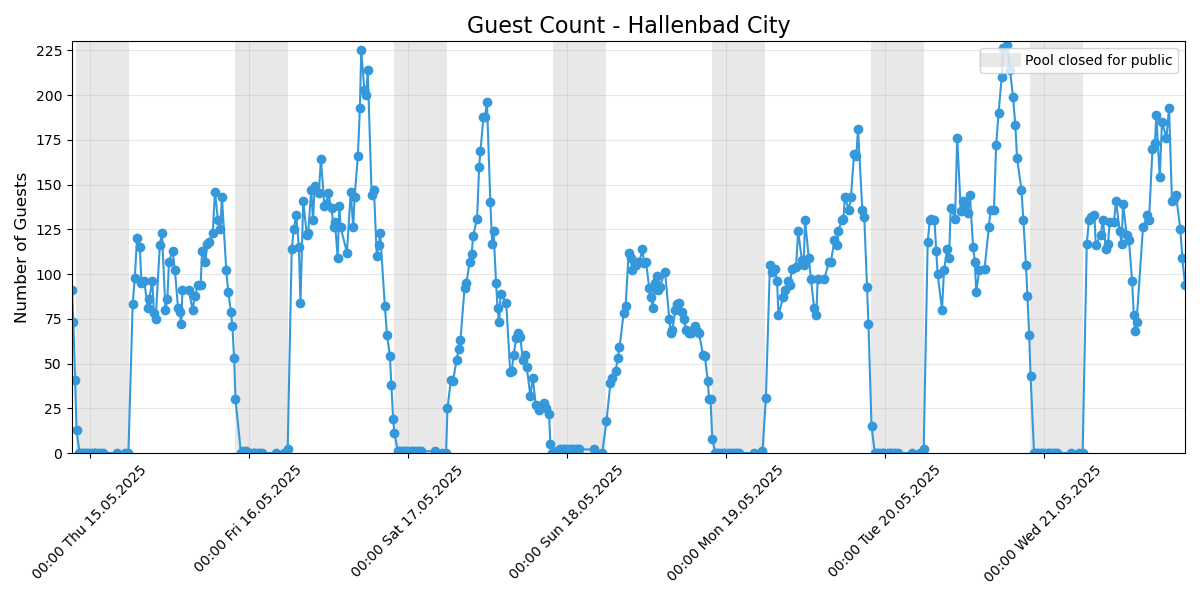 Guest Count - Hallenbad City
Number of Guests
225
200
175
150
125
100
75
50
25
0
Pool closed for public
00:00 Thu 15.05.2025
00:00 Fri 16.05.2025
00:00 Sat 17.05.2025
00:00 Sun 18.05.2025
00:00 Mon 19.05.2025
00:00 Tue 20.05.2025
00:00 Wed 21.05.2025